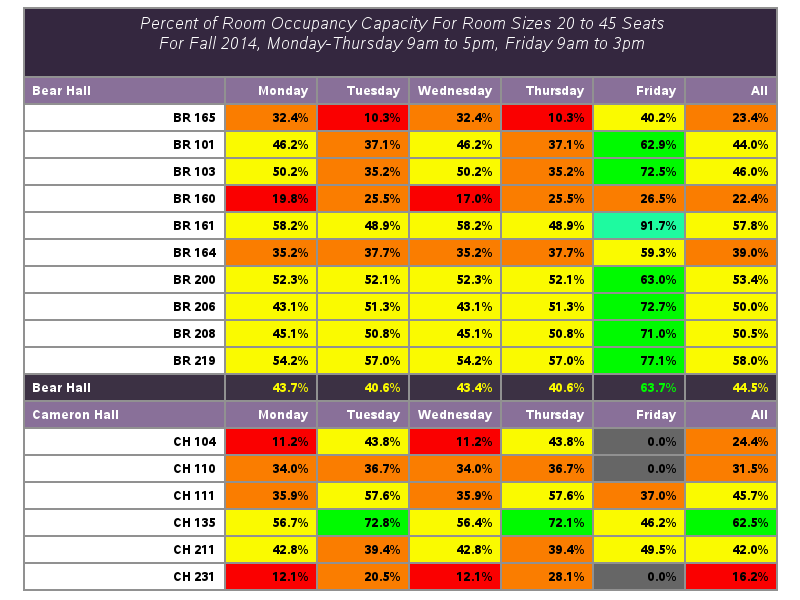 Percent of Room Occupancy Capacity For Room Sizes 20 to 45 Seats
For Fall 2014, Monday-Thursday 9am to 5pm, Friday 9am to 3pm
Bear Hall Monday Tuesday Wednesday Thursday Friday All
BR 165 32.4% 10.3% 32.4% 10.3% 40.2% 23.4%
BR 101 46.2% 37.1% 46.2% 37.1% 62.9% 44.0%
BR 103 50.2% 35.2% 50.2% 35.2% 72.5% 46.0%
BR 160 19.8% 25.5% 17.0% 25.5% 26.5% 22.4%
BR 161 58.2% 48.9% 58.2% 48.9% 91.7% 57.8%
BR 164 35.2% 37.7% 35.2% 37.7% 59.3% 39.0%
BR 200 52.3% 52.1% 52.3% 52.1% 63.0% 53.4%
BR 206 43.1% 51.3% 43.1% 51.3% 72.7% 50.0%
BR 208 45.1% 50.8% 45.1% 50.8% 71.0% 50.5%
BR 219 54.2% 57.0% 54.2% 57.0% 77.1% 58.0%
Bear Hall 43.7% 40.6% 43.4% 40.6% 63.7% 44.5%
Cameron Hall Monday Tuesday Wednesday Thursday Friday All
CH 104 11.2% 43.8% 11.2% 43.8% 0.0% 24.4%
CH 110 34.0% 36.7% 34.0% 36.7% 0.0% 31.5%
CH 111 35.9% 57.6% 35.9% 57.6% 37.0% 45.7%
CH 135 56.7% 72.8% 56.4% 72.1% 46.2% 62.5%
CH 211 42.8% 39.4% 42.8% 39.4% 49.5% 42.0%
CH 231 12.1% 20.5% 12.1% 28.1% 0.0% 16.2%